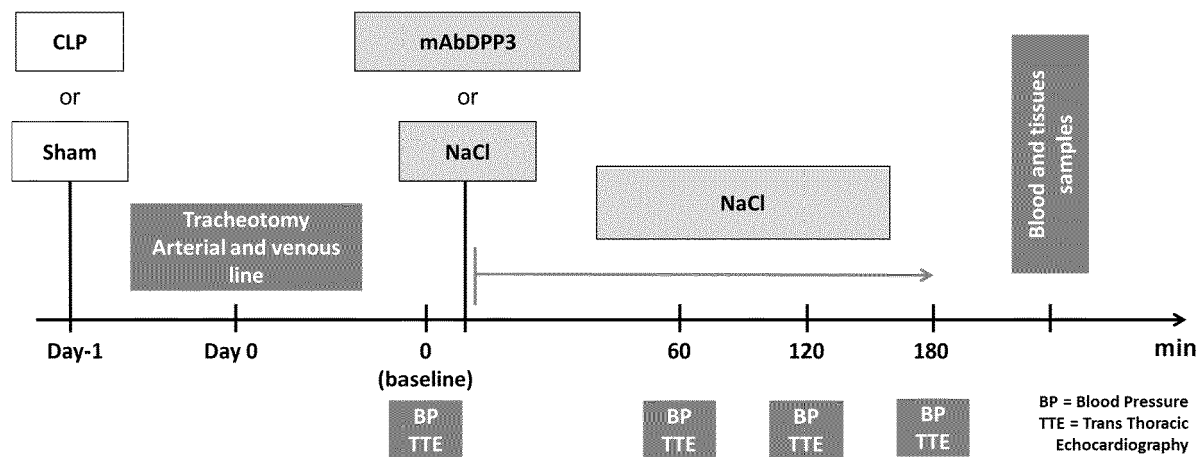 CLP
or
Sham
mAbDPP3
or
NaCl
NaCl
Tracheotomy
Arterial and venous
line
Blood and tissues
samples
Day-1
Day 0
0
(baseline)
60
120
180
min
BP
TTE
BP
TTE
BP
TTE
BP
TTE
BP = Blood Pressure
TTE = Trans Thoracic
Echocardiography